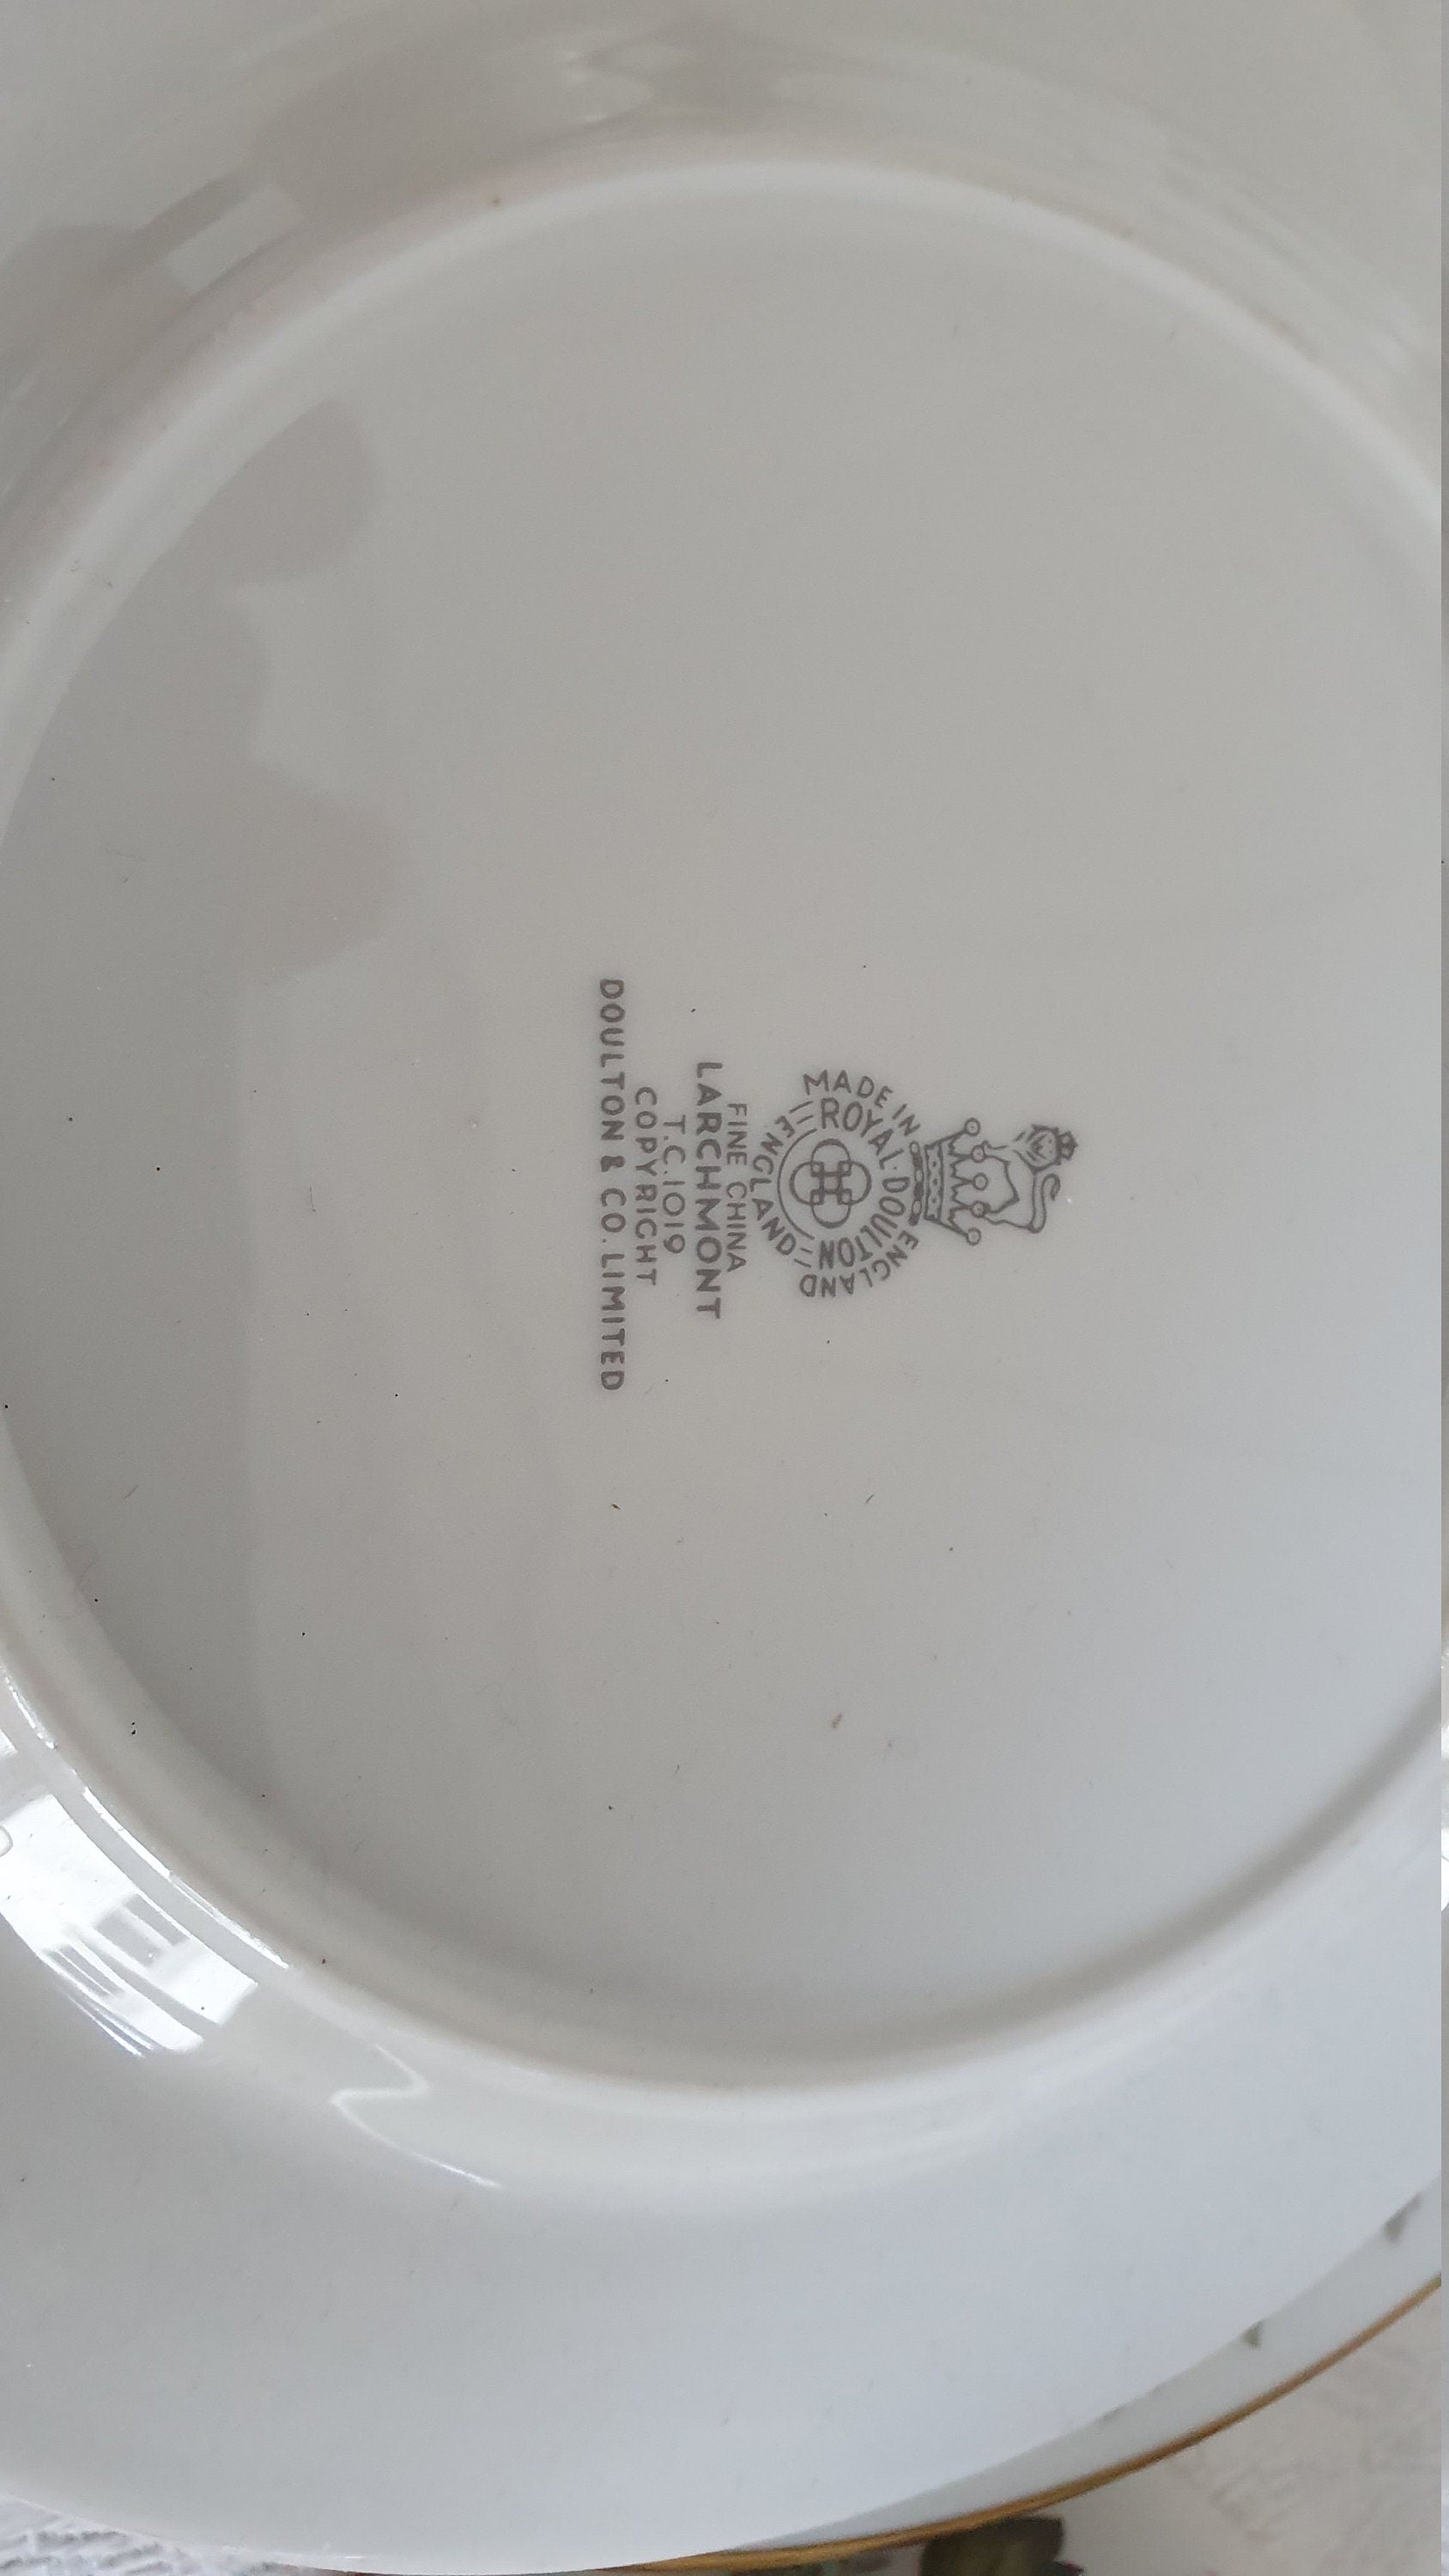 MADE IN ENGLAND
ROYAL·DOULTON
ENGLAND
FINE CHINA
LARCHMONT
T.C.1019
COPYRIGHT
DOULTON & CO. LIMITED